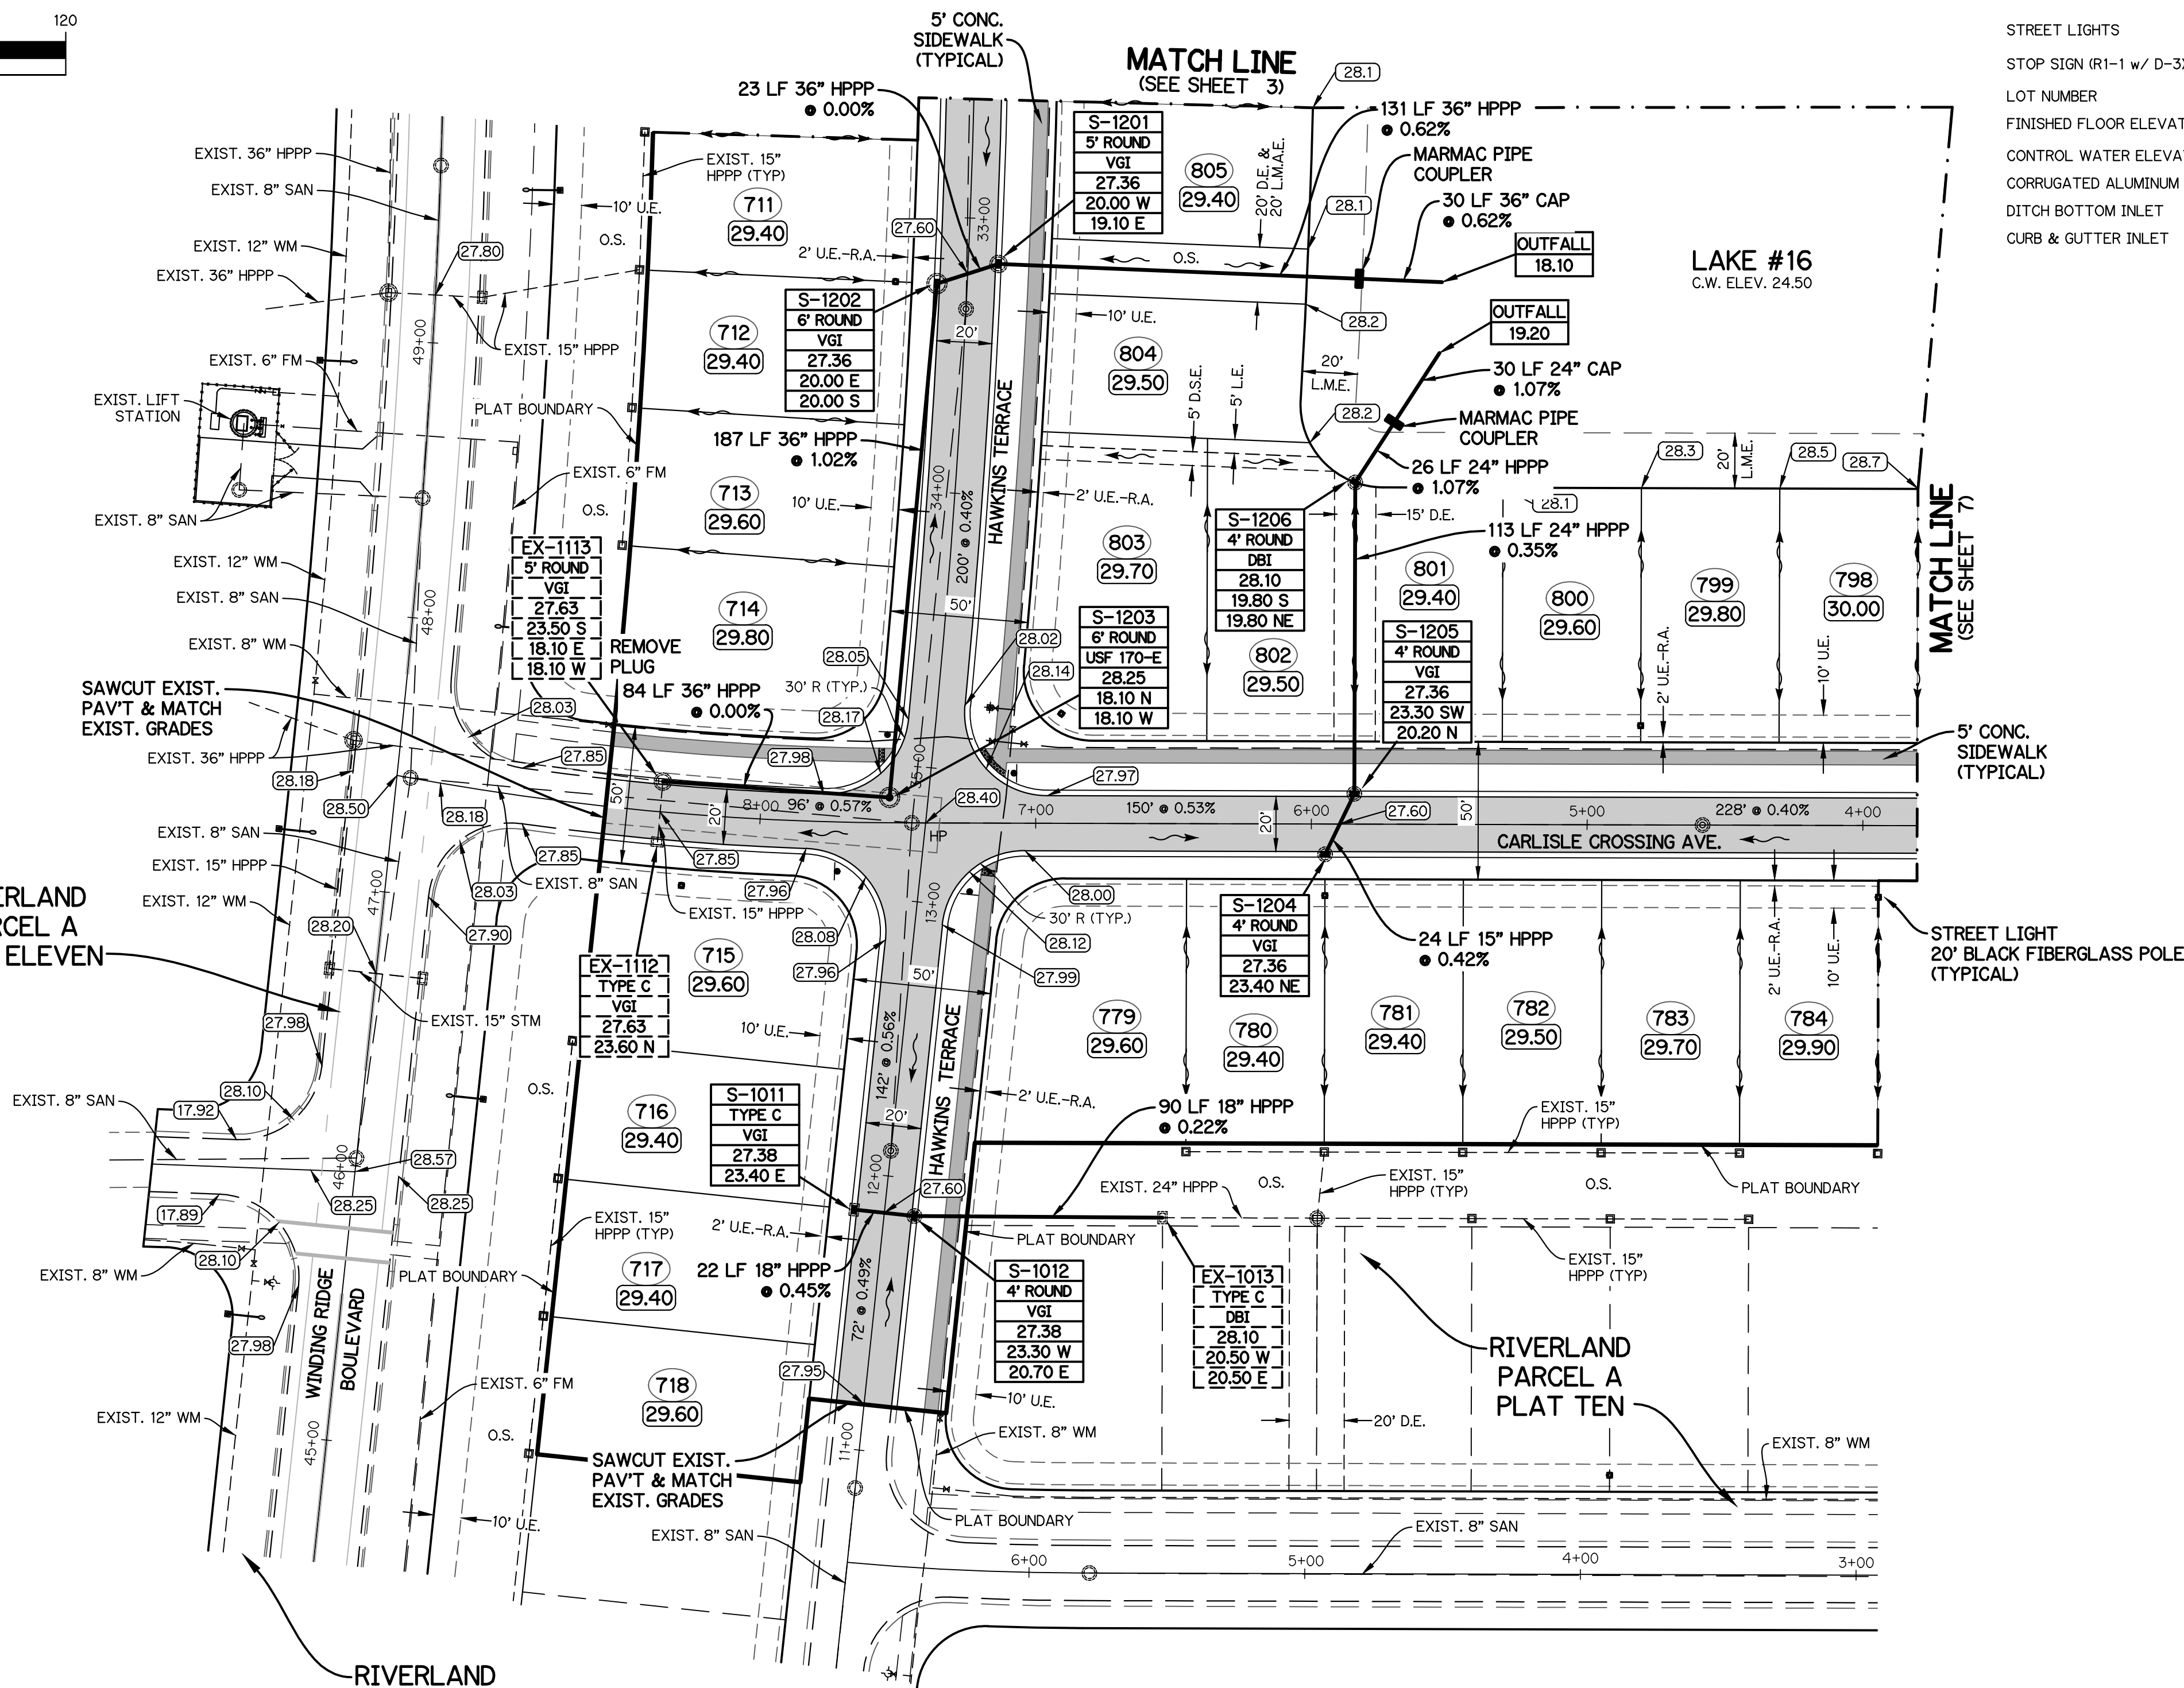 120
5' CONC.
SIDEWALK
(TYPICAL)
MATCH LINE
(SEE SHEET 3)
STREET LIGHTS
STOP SIGN (R1-1 w/ D-3)
LOT NUMBER
FINISHED FLOOR ELEVAT
CONTROL WATER ELEVA
CORRUGATED ALUMINUM
DITCH BOTTOM INLET
CURB & GUTTER INLET
23 LF 36" HPPP
@ 0.00%
28.1
131 LF 36" HPPP
@ 0.62%
MARMAC PIPE
COUPLER
30 LF 36" CAP
@ 0.62%
OUTFALL
18.10
LAKE #16
C.W. ELEV. 24.50
S-1201
5' ROUND
VGI
27.36
20.00 W
19.10 E
805
29.40
20' D.E. &
20' L.M.A.E.
28.1
O.S.
28.2
EXIST. 36" HPPP
EXIST. 8" SAN
EXIST. 12" WM
EXIST. 36" HPPP
27.80
EXIST. 15"
HPPP (TYP)
10' U.E.
O.S.
711
29.40
27.60
2' U.E.-R.A.
33+00
S-1202
6' ROUND
VGI
27.36
20.00 E
20.00 S
712
29.40
20'
10' U.E.
804
29.50
5' D.S.E.
5' L.E.
20'
L.M.E.
28.2
OUTFALL
19.20
30 LF 24" CAP
@ 1.07%
MARMAC PIPE
COUPLER
26 LF 24" HPPP
@ 1.07%
28.1
28.3
20'
L.M.E.
28.5
28.7
MATCH LINE
(SEE SHEET 7)
49+00
EXIST. 15" HPPP
EXIST. 6" FM
EXIST. LIFT
STATION
PLAT BOUNDARY
187 LF 36" HPPP
@ 1.02%
HAWKINS TERRACE
34+00
200' @ 0.40%
EXIST. 6" FM
713
29.60
10' U.E.
2' U.E.-R.A.
O.S.
EXIST. 8" SAN
EXIST. 12" WM
EXIST. 8" SAN
48+00
EXIST. 8" WM
EX-1113
5' ROUND
VGI
27.63
23.50 S
18.10 E
18.10 W
REMOVE
PLUG
714
29.80
50'
803
29.70
S-1206
4' ROUND
DBI
28.10
19.80 S
19.80 NE
15' D.E.
113 LF 24" HPPP
@ 0.35%
801
29.40
800
29.60
799
29.80
798
30.00
2' U.E.-R.A.
10' U.E.
S-1203
6' ROUND
USF 170-E
28.25
18.10 N
18.10 W
802
29.50
S-1205
4' ROUND
VGI
27.36
23.30 SW
20.20 N
28.02
28.14
28.05
30' R (TYP.)
28.17
84 LF 36" HPPP
@ 0.00%
SAWCUT EXIST.
PAV'T & MATCH
EXIST. GRADES
EXIST. 36" HPPP
28.03
27.85
27.98
35+00
27.97
5' CONC.
SIDEWALK
(TYPICAL)
28.18
28.50
28.18
50'
20'
8+00
96' @ 0.57%
28.40
HP
7+00
150' @ 0.53%
20'
6+00
27.60
50'
5+00
228' @ 0.40%
4+00
CARLISLE CROSSING AVE.
EXIST. 8" SAN
EXIST. 15" HPPP
EXIST. 12" WM
27.85
28.03
EXIST. 8" SAN
27.85
27.96
EXIST. 15" HPPP
13+00
28.00
30' R (TYP.)
28.12
27.99
28.08
27.96
47+00
27.90
28.20
ERLAND
RCEL A
ELEVEN
EXIST. 15" STM
27.98
EX-1112
TYPE C
VGI
27.63
23.60 N
715
29.60
50'
10' U.E.
142' @ 0.56%
HAWKINS TERRACE
S-1204
4' ROUND
VGI
27.36
23.40 NE
24 LF 15" HPPP
@ 0.42%
2' U.E.-R.A.
10' U.E.
STREET LIGHT
20' BLACK FIBERGLASS POLE
(TYPICAL)
779
29.60
780
29.40
781
29.40
782
29.50
783
29.70
784
29.90
O.S.
28.10
17.92
EXIST. 8" SAN
716
29.40
S-1011
TYPE C
VGI
27.38
23.40 E
20'
2' U.E.-R.A.
90 LF 18" HPPP
@ 0.22%
EXIST. 15"
HPPP (TYP)
46+00
28.57
28.25
28.25
17.89
28.10
EXIST. 8" WM
12+00
27.60
EXIST. 24" HPPP
O.S.
EXIST. 15"
HPPP (TYP)
O.S.
PLAT BOUNDARY
EXIST. 15"
HPPP (TYP)
2' U.E.-R.A.
PLAT BOUNDARY
PLAT BOUNDARY
717
29.40
22 LF 18" HPPP
@ 0.45%
S-1012
4' ROUND
VGI
27.38
23.30 W
20.70 E
EX-1013
TYPE C
DBI
28.10
20.50 W
20.50 E
EXIST. 15"
HPPP (TYP)
72' @ 0.49%
WINDING RIDGE
BOULEVARD
27.98
RIVERLAND
PARCEL A
PLAT TEN
EXIST. 6" FM
718
29.60
27.95
10' U.E.
20' D.E.
EXIST. 12" WM
O.S.
45+00
SAWCUT EXIST.
PAV'T & MATCH
EXIST. GRADES
11+00
EXIST. 8" WM
EXIST. 8" WM
10' U.E.
EXIST. 8" SAN
PLAT BOUNDARY
EXIST. 8" SAN
6+00
5+00
4+00
3+00
RIVERLAND